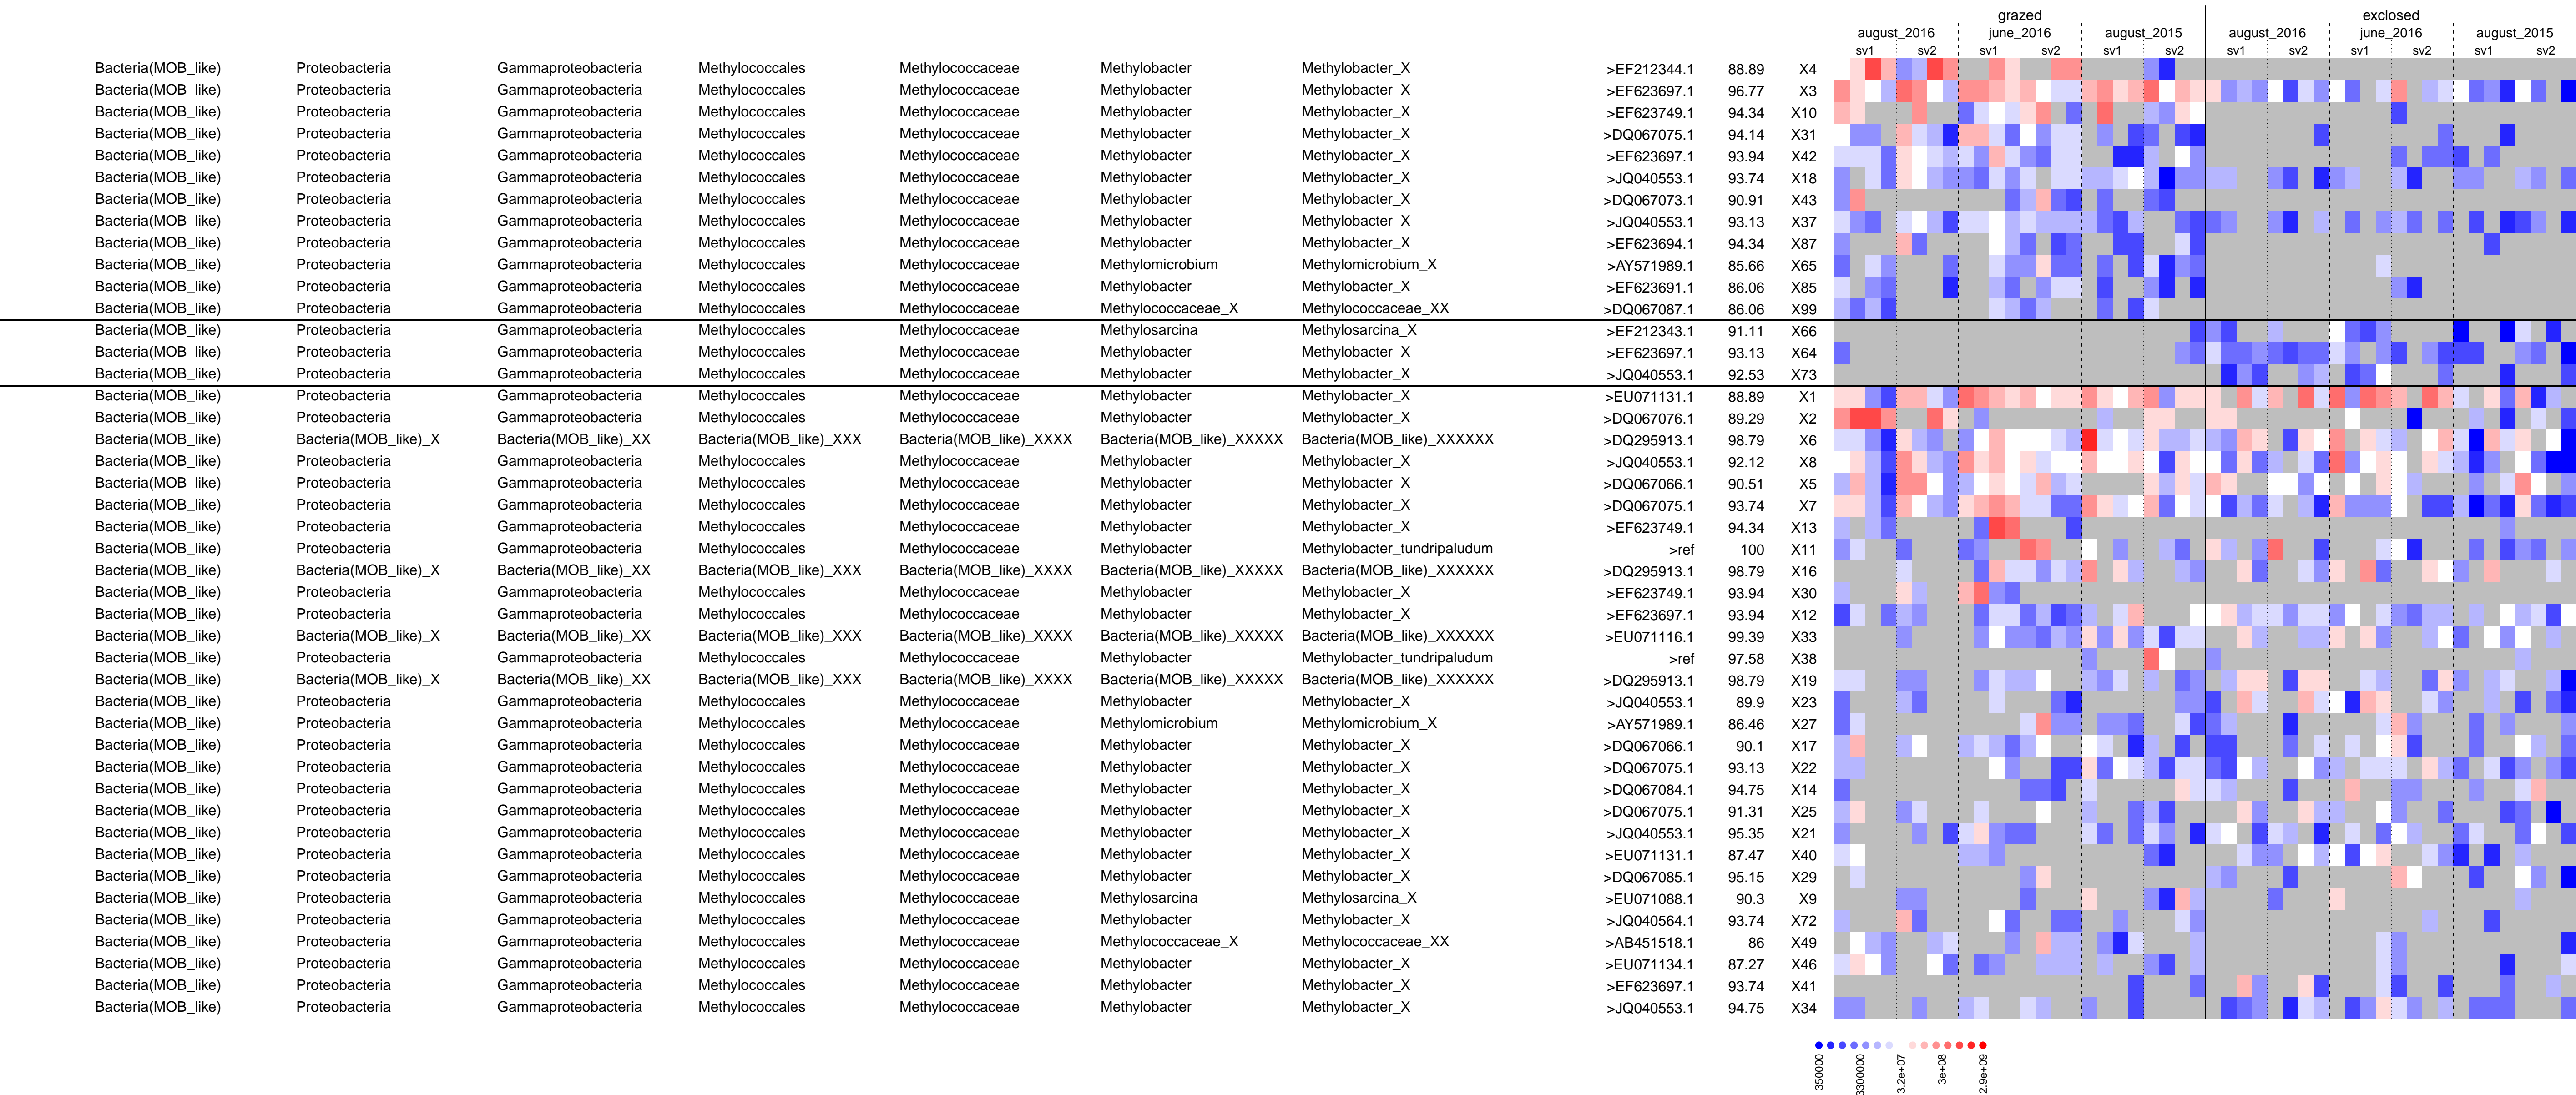 grazed exclosed
august_2016 june_2016 august_2015 august_2016 june_2016 august_2015
sv1 sv2 sv1 sv2 sv1 sv2 sv1 sv2 sv1 sv2 sv1 sv2
Bacteria(MOB_like) Proteobacteria Gammaproteobacteria Methylococcales Methylococcaceae Methylobacter Methylobacter_X >EF212344.1 88.89 X4
Bacteria(MOB_like) Proteobacteria Gammaproteobacteria Methylococcales Methylococcaceae Methylobacter Methylobacter_X >EF623697.1 96.77 X3
Bacteria(MOB_like) Proteobacteria Gammaproteobacteria Methylococcales Methylococcaceae Methylobacter Methylobacter_X >EF623749.1 94.34 X10
Bacteria(MOB_like) Proteobacteria Gammaproteobacteria Methylococcales Methylococcaceae Methylobacter Methylobacter_X >DQ067075.1 94.14 X31
Bacteria(MOB_like) Proteobacteria Gammaproteobacteria Methylococcales Methylococcaceae Methylobacter Methylobacter_X >EF623697.1 93.94 X42
Bacteria(MOB_like) Proteobacteria Gammaproteobacteria Methylococcales Methylococcaceae Methylobacter Methylobacter_X >JQ040553.1 93.74 X18
Bacteria(MOB_like) Proteobacteria Gammaproteobacteria Methylococcales Methylococcaceae Methylobacter Methylobacter_X >DQ067073.1 90.91 X43
Bacteria(MOB_like) Proteobacteria Gammaproteobacteria Methylococcales Methylococcaceae Methylobacter Methylobacter_X >JQ040553.1 93.13 X37
Bacteria(MOB_like) Proteobacteria Gammaproteobacteria Methylococcales Methylococcaceae Methylobacter Methylobacter_X >EF623694.1 94.34 X87
Bacteria(MOB_like) Proteobacteria Gammaproteobacteria Methylococcales Methylococcaceae Methylomicrobium Methylomicrobium_X >AY571989.1 85.66 X65
Bacteria(MOB_like) Proteobacteria Gammaproteobacteria Methylococcales Methylococcaceae Methylobacter Methylobacter_X >EF623691.1 86.06 X85
Bacteria(MOB_like) Proteobacteria Gammaproteobacteria Methylococcales Methylococcaceae Methylococcaceae_X Methylococcaceae_XX >DQ067087.1 86.06 X99
Bacteria(MOB_like) Proteobacteria Gammaproteobacteria Methylococcales Methylococcaceae Methylosarcina Methylosarcina_X >EF212343.1 91.11 X66
Bacteria(MOB_like) Proteobacteria Gammaproteobacteria Methylococcales Methylococcaceae Methylobacter Methylobacter_X >EF623697.1 93.13 X64
Bacteria(MOB_like) Proteobacteria Gammaproteobacteria Methylococcales Methylococcaceae Methylobacter Methylobacter_X >JQ040553.1 92.53 X73
Bacteria(MOB_like) Proteobacteria Gammaproteobacteria Methylococcales Methylococcaceae Methylobacter Methylobacter_X >EU071131.1 88.89 X1
Bacteria(MOB_like) Proteobacteria Gammaproteobacteria Methylococcales Methylococcaceae Methylobacter Methylobacter_X >DQ067076.1 89.29 X2
Bacteria(MOB_like) Bacteria(MOB_like)_X Bacteria(MOB_like)_XX Bacteria(MOB_like)_XXX Bacteria(MOB_like)_XXXX Bacteria(MOB_like)_XXXXX Bacteria(MOB_like)_XXXXXX >DQ295913.1 98.79 X6
Bacteria(MOB_like) Proteobacteria Gammaproteobacteria Methylococcales Methylococcaceae Methylobacter Methylobacter_X >JQ040553.1 92.12 X8
Bacteria(MOB_like) Proteobacteria Gammaproteobacteria Methylococcales Methylococcaceae Methylobacter Methylobacter_X >DQ067066.1 90.51 X5
Bacteria(MOB_like) Proteobacteria Gammaproteobacteria Methylococcales Methylococcaceae Methylobacter Methylobacter_X >DQ067075.1 93.74 X7
Bacteria(MOB_like) Proteobacteria Gammaproteobacteria Methylococcales Methylococcaceae Methylobacter Methylobacter_X >EF623749.1 94.34 X13
Bacteria(MOB_like) Proteobacteria Gammaproteobacteria Methylococcales Methylococcaceae Methylobacter Methylobacter_tundripaludum >ref 100 X11
Bacteria(MOB_like) Bacteria(MOB_like)_X Bacteria(MOB_like)_XX Bacteria(MOB_like)_XXX Bacteria(MOB_like)_XXXX Bacteria(MOB_like)_XXXXX Bacteria(MOB_like)_XXXXXX >DQ295913.1 98.79 X16
Bacteria(MOB_like) Proteobacteria Gammaproteobacteria Methylococcales Methylococcaceae Methylobacter Methylobacter_X >EF623749.1 93.94 X30
Bacteria(MOB_like) Proteobacteria Gammaproteobacteria Methylococcales Methylococcaceae Methylobacter Methylobacter_X >EF623697.1 93.94 X12
Bacteria(MOB_like) Bacteria(MOB_like)_X Bacteria(MOB_like)_XX Bacteria(MOB_like)_XXX Bacteria(MOB_like)_XXXX Bacteria(MOB_like)_XXXXX Bacteria(MOB_like)_XXXXXX >EU071116.1 99.39 X33
Bacteria(MOB_like) Proteobacteria Gammaproteobacteria Methylococcales Methylococcaceae Methylobacter Methylobacter_tundripaludum >ref 97.58 X38
Bacteria(MOB_like) Bacteria(MOB_like)_X Bacteria(MOB_like)_XX Bacteria(MOB_like)_XXX Bacteria(MOB_like)_XXXX Bacteria(MOB_like)_XXXXX Bacteria(MOB_like)_XXXXXX >DQ295913.1 98.79 X19
Bacteria(MOB_like) Proteobacteria Gammaproteobacteria Methylococcales Methylococcaceae Methylobacter Methylobacter_X >JQ040553.1 89.9 X23
Bacteria(MOB_like) Proteobacteria Gammaproteobacteria Methylococcales Methylococcaceae Methylomicrobium Methylomicrobium_X >AY571989.1 86.46 X27
Bacteria(MOB_like) Proteobacteria Gammaproteobacteria Methylococcales Methylococcaceae Methylobacter Methylobacter_X >DQ067066.1 90.1 X17
Bacteria(MOB_like) Proteobacteria Gammaproteobacteria Methylococcales Methylococcaceae Methylobacter Methylobacter_X >DQ067075.1 93.13 X22
Bacteria(MOB_like) Proteobacteria Gammaproteobacteria Methylococcales Methylococcaceae Methylobacter Methylobacter_X >DQ067084.1 94.75 X14
Bacteria(MOB_like) Proteobacteria Gammaproteobacteria Methylococcales Methylococcaceae Methylobacter Methylobacter_X >DQ067075.1 91.31 X25
Bacteria(MOB_like) Proteobacteria Gammaproteobacteria Methylococcales Methylococcaceae Methylobacter Methylobacter_X >JQ040553.1 95.35 X21
Bacteria(MOB_like) Proteobacteria Gammaproteobacteria Methylococcales Methylococcaceae Methylobacter Methylobacter_X >EU071131.1 87.47 X40
Bacteria(MOB_like) Proteobacteria Gammaproteobacteria Methylococcales Methylococcaceae Methylobacter Methylobacter_X >DQ067085.1 95.15 X29
Bacteria(MOB_like) Proteobacteria Gammaproteobacteria Methylococcales Methylococcaceae Methylosarcina Methylosarcina_X >EU071088.1 90.3 X9
Bacteria(MOB_like) Proteobacteria Gammaproteobacteria Methylococcales Methylococcaceae Methylobacter Methylobacter_X >JQ040564.1 93.74 X72
Bacteria(MOB_like) Proteobacteria Gammaproteobacteria Methylococcales Methylococcaceae Methylococcaceae_X Methylococcaceae_XX >AB451518.1 86 X49
Bacteria(MOB_like) Proteobacteria Gammaproteobacteria Methylococcales Methylococcaceae Methylobacter Methylobacter_X >EU071134.1 87.27 X46
Bacteria(MOB_like) Proteobacteria Gammaproteobacteria Methylococcales Methylococcaceae Methylobacter Methylobacter_X >EF623697.1 93.74 X41
Bacteria(MOB_like) Proteobacteria Gammaproteobacteria Methylococcales Methylococcaceae Methylobacter Methylobacter_X >JQ040553.1 94.75 X34
350000 3300000 3.2e+07 3e+08 2.9e+09